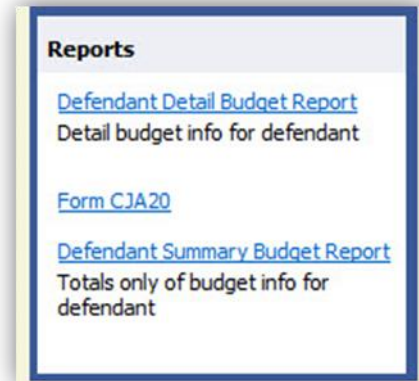 Reports
Defendant Detail Budget Report
Detail budget info for defendant
Form CJA20
Defendant Summary Budget Report
Totals only of budget info for
defendant